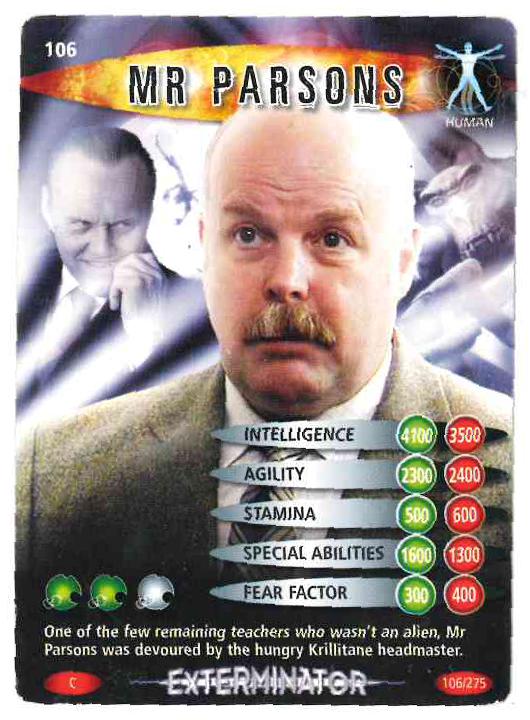 106
MR PARSONS
HUMAN
INTELLIGENCE 4100 3500
AGILITY 2300 2400
STAMINA 500 600
SPECIAL ABILITIES 1600 1300
FEAR FACTOR 300 400
One of the few remaining teachers who wasn't an alien, Mr
Parsons was devoured by the hungry Krillitane headmaster.
C EXTERMINATOR 106/275